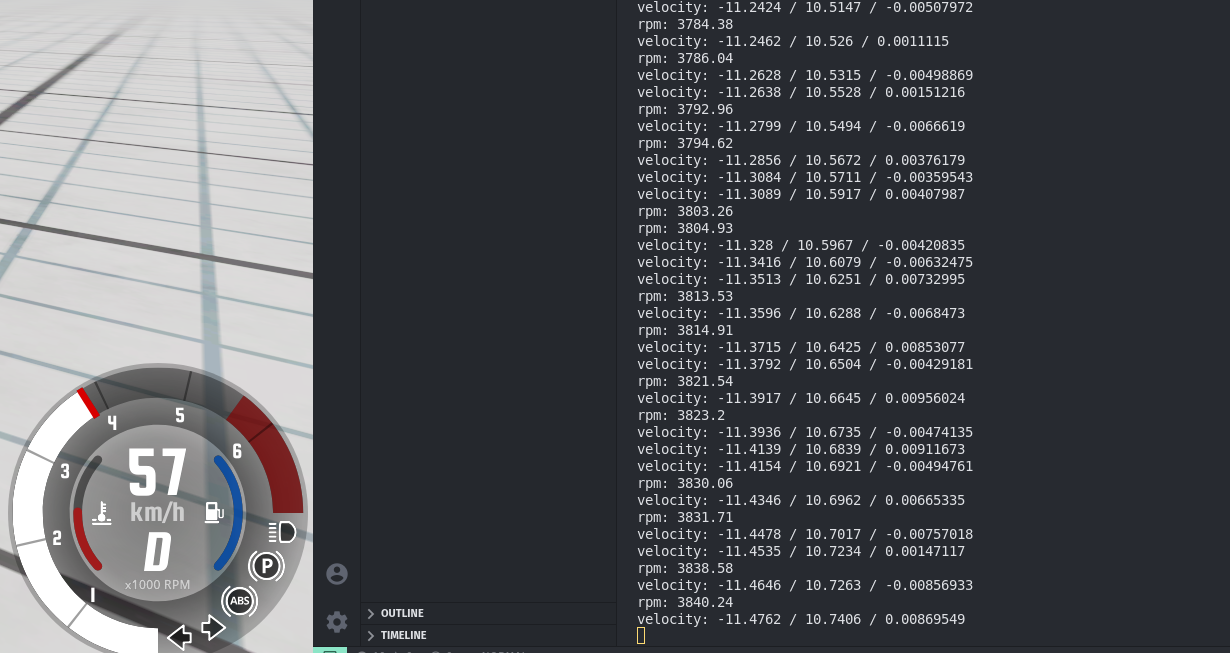 4
5
6
3
2
1
57
km/h
D
x1000 RPM
P
ABS
OUTLINE
TIMELINE
velocity: -11.2424 / 10.5147 / -0.00507972
rpm: 3784.38
velocity: -11.2462 / 10.526 / 0.0011115
rpm: 3786.04
velocity: -11.2628 / 10.5315 / -0.00498869
velocity: -11.2638 / 10.5528 / 0.00151216
rpm: 3792.96
velocity: -11.2799 / 10.5494 / -0.0066619
rpm: 3794.62
velocity: -11.2856 / 10.5672 / 0.00376179
velocity: -11.3084 / 10.5711 / -0.00359543
velocity: -11.3089 / 10.5917 / 0.00407987
rpm: 3803.26
rpm: 3804.93
velocity: -11.328 / 10.5967 / -0.00420835
velocity: -11.3416 / 10.6079 / -0.00632475
velocity: -11.3513 / 10.6251 / 0.00732995
rpm: 3813.53
velocity: -11.3596 / 10.6288 / -0.0068473
rpm: 3814.91
velocity: -11.3715 / 10.6425 / 0.00853077
velocity: -11.3792 / 10.6504 / -0.00429181
rpm: 3821.54
velocity: -11.3917 / 10.6645 / 0.00956024
rpm: 3823.2
velocity: -11.3936 / 10.6735 / -0.00474135
velocity: -11.4139 / 10.6839 / 0.00911673
velocity: -11.4154 / 10.6921 / -0.00494761
rpm: 3830.06
velocity: -11.4346 / 10.6962 / 0.00665335
rpm: 3831.71
velocity: -11.4478 / 10.7017 / -0.00757018
velocity: -11.4535 / 10.7234 / 0.00147117
rpm: 3838.58
velocity: -11.4646 / 10.7263 / -0.00856933
rpm: 3840.24
velocity: -11.4762 / 10.7406 / 0.00869549